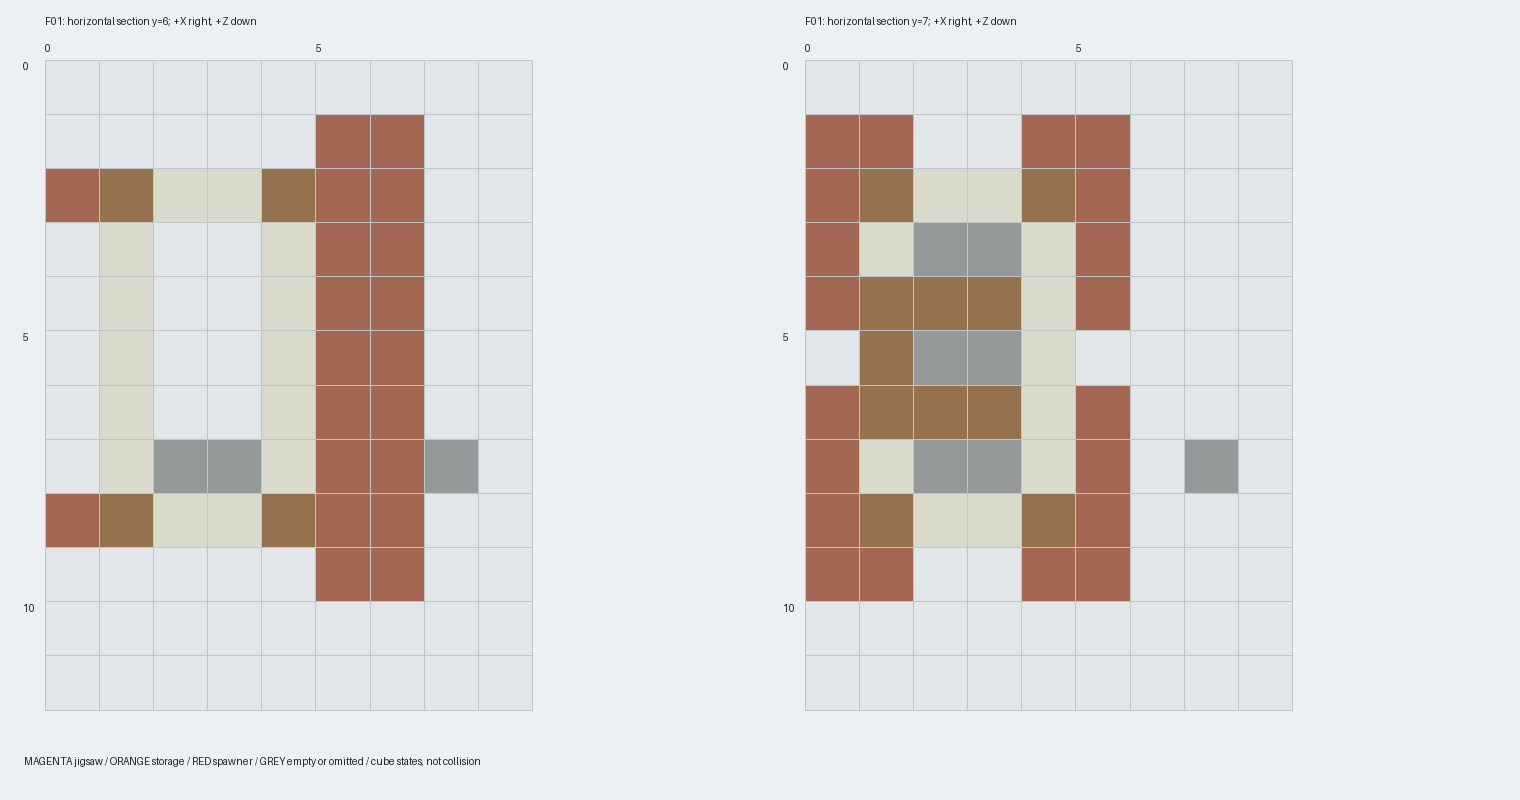 F01: horizontal section y=6; +X right, +Z down
F01: horizontal section y=7; +X right, +Z down
0 5
0 5
0
5
10
0
5
10
MAGENTA jigsaw / ORANGE storage / RED spawner / GREY empty or omitted / cube states, not collision